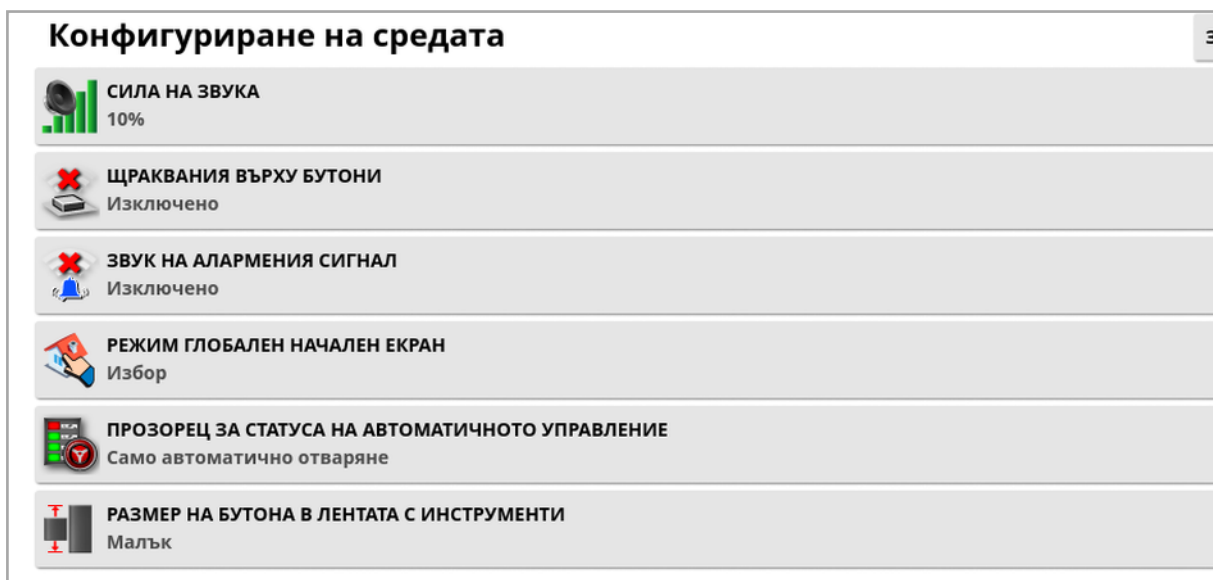 Конфигуриране на средата
СИЛА НА ЗВУКА
10%
ЩРАКВАНИЯ ВЪРХУ БУТОНИ
Изключено
ЗВУК НА АЛАРМЕНИЯ СИГНАЛ
Изключено
РЕЖИМ ГЛОБАЛЕН НАЧАЛЕН ЕКРАН
Избор
ПРОЗОРЕЦ ЗА СТАТУСА НА АВТОМАТИЧНОТО УПРАВЛЕНИЕ
Само автоматично отваряне
РАЗМЕР НА БУТОНА В ЛЕНТАТА С ИНСТРУМЕНТИ
Малък